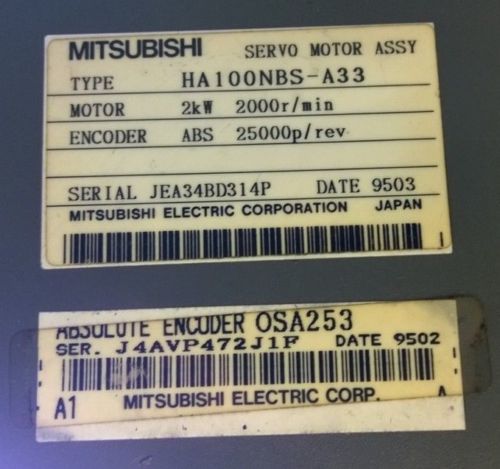 MITSUBISHI SERVO MOTOR ASSY
TYPE HA100NBS-A33
MOTOR 2kW 2000r/min
ENCODER ABS 25000p/rev
SERIAL JEA34BD314P DATE 9503
MITSUBISHI ELECTRIC CORPORATION JAPAN
ABSOLUTE ENCODER OSA253
SER. J4AVP472J1F DATE 9502
A1 MITSUBISHI ELECTRIC CORP. A